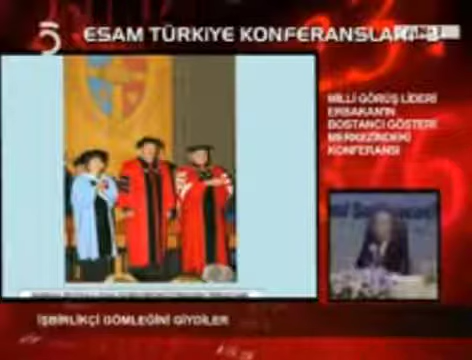 5
ESAM TÜRKİYE KONFERANSLARI-2
MİLLİ GÖRÜŞ LİDERİ
ERBAKAN'IN
BOSTANCI GÖSTERİ
MERKEZİNDEKİ
KONFERANSI
İŞBİRLİKÇİ GÖMLEĞİNİ GİYDİLER